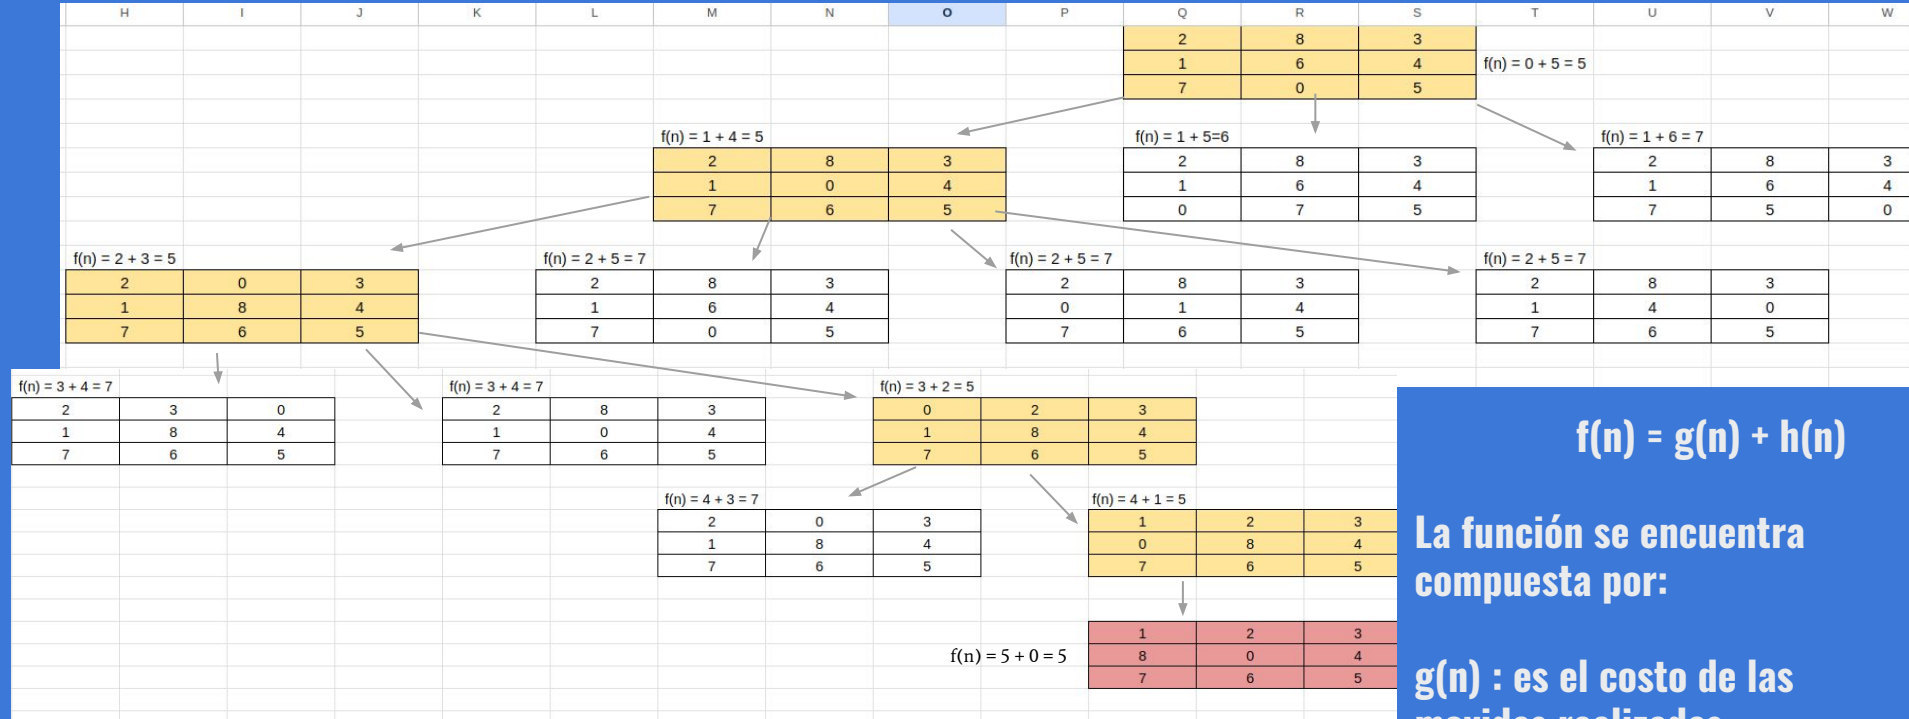 H I J K L M N O P Q R S T U V W
2 8 3
1 6 4 f(n) = 0 + 5 = 5
7 0 5
f(n) = 1 + 4 = 5 f(n) = 1 + 5=6 f(n) = 1 + 6 = 7
2 8 3 2 8 3 2 8 3
1 0 4 1 6 4 1 6 4
7 6 5 0 7 5 7 5 0
f(n) = 2 + 3 = 5 f(n) = 2 + 5 = 7 f(n) = 2 + 5 = 7 f(n) = 2 + 5 = 7
2 0 3 2 8 3 2 8 3 2 8 3
1 8 4 1 6 4 0 1 4 1 4 0
7 6 5 7 0 5 7 6 5 7 6 5
f(n) = 3 + 4 = 7 f(n) = 3 + 4 = 7 f(n) = 3 + 2 = 5
2 3 0 2 8 3 0 2 3
1 8 4 1 0 4 1 8 4
7 6 5 7 6 5 7 6 5
f(n) = 4 + 3 = 7 f(n) = 4 + 1 = 5
2 0 3 1 2 3
1 8 4 0 8 4
7 6 5 7 6 5
1 2 3
f(n) = 5 + 0 = 5 8 0 4
7 6 5
f(n) = g(n) + h(n)
La función se encuentra
compuesta por:
g(n) : es el costo de las
movidas realizadas